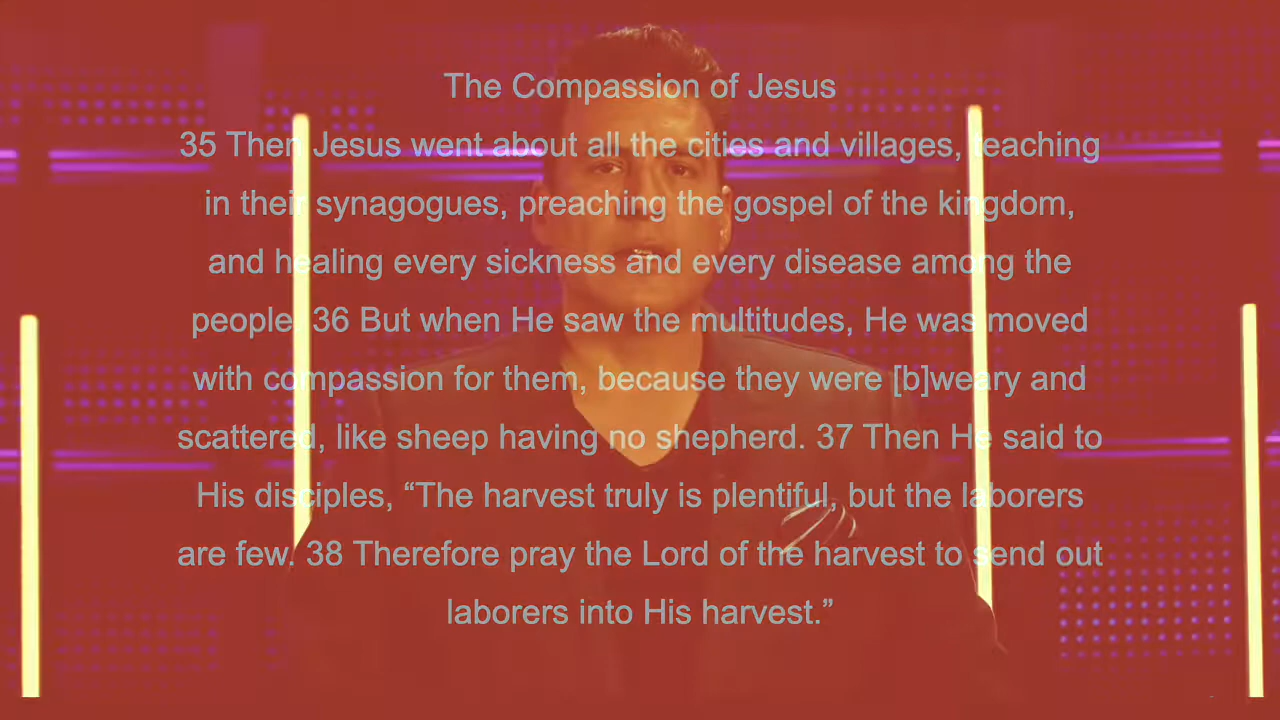 The Compassion of Jesus
35 Then Jesus went about all the cities and villages, teaching
in their synagogues, preaching the gospel of the kingdom,
and healing every sickness and every disease among the
people. 36 But when He saw the multitudes, He was moved
with compassion for them, because they were [b]weary and
scattered, like sheep having no shepherd. 37 Then He said to
His disciples, “The harvest truly is plentiful, but the laborers
are few. 38 Therefore pray the Lord of the harvest to send out
laborers into His harvest.”